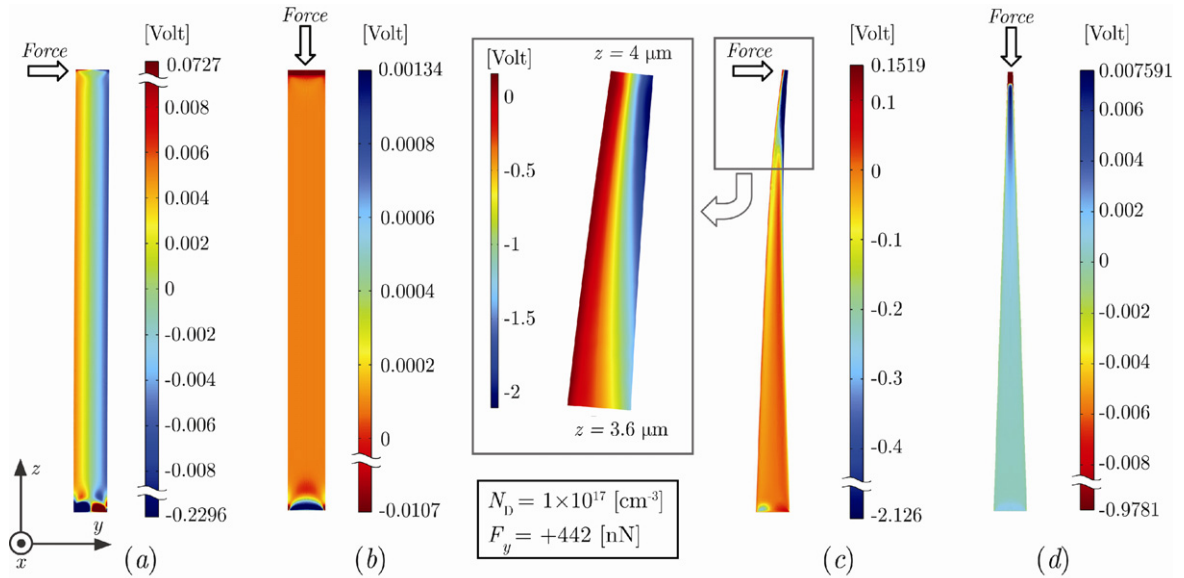 Force
[Volt]
0.0727
0.008
0.006
0.004
0.002
0
-0.002
-0.004
-0.006
-0.008
-0.2296
z
y
x
(a)
Force
[Volt]
0.00134
0.0008
0.0006
0.0004
0.0002
0
-0.0107
(b)
[Volt]
0
-0.5
-1
-1.5
-2
z = 4 μm
z = 3.6 μm
N_D = 1×10^17 [cm^-3]
F_y = +442 [nN]
Force
[Volt]
0.1519
0.1
0
-0.1
-0.2
-0.3
-0.4
-2.126
(c)
Force
[Volt]
0.007591
0.006
0.004
0.002
0
-0.002
-0.004
-0.006
-0.008
-0.9781
(d)